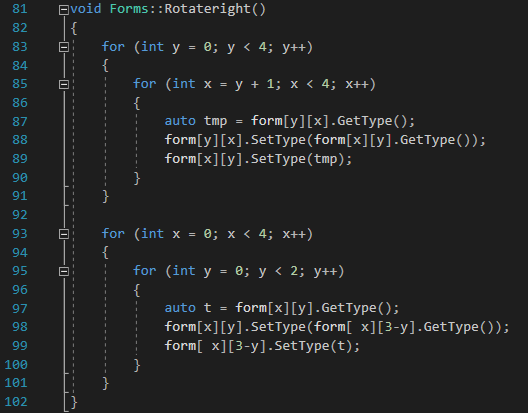 81 void Forms::Rotateright()
82 {
83 for (int y = 0; y < 4; y++)
84 {
85 for (int x = y + 1; x < 4; x++)
86 {
87 auto tmp = form[y][x].GetType();
88 form[y][x].SetType(form[x][y].GetType());
89 form[x][y].SetType(tmp);
90 }
91 }
92
93 for (int x = 0; x < 4; x++)
94 {
95 for (int y = 0; y < 2; y++)
96 {
97 auto t = form[x][y].GetType();
98 form[x][y].SetType(form[ x][3-y].GetType());
99 form[ x][3-y].SetType(t);
100 }
101 }
102 }